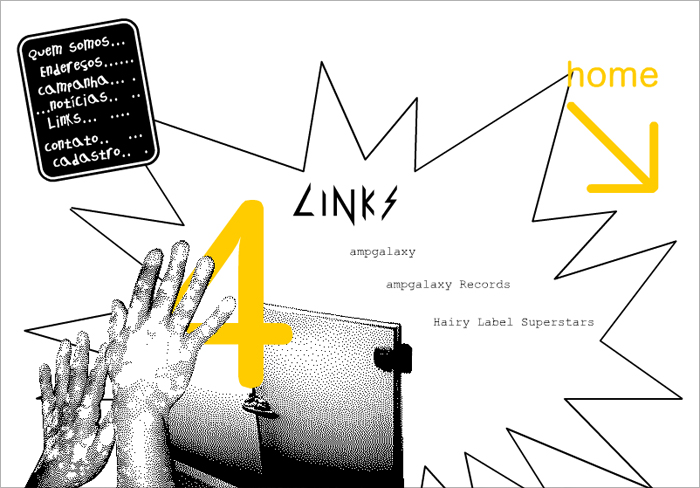 Quem somos...
Endereços......
campanha... .
...notícias.. ..
Links... ....
contato.. ...
cadastro.. .
home
LINKS
4
ampgalaxy
ampgalaxy Records
Hairy Label Superstars